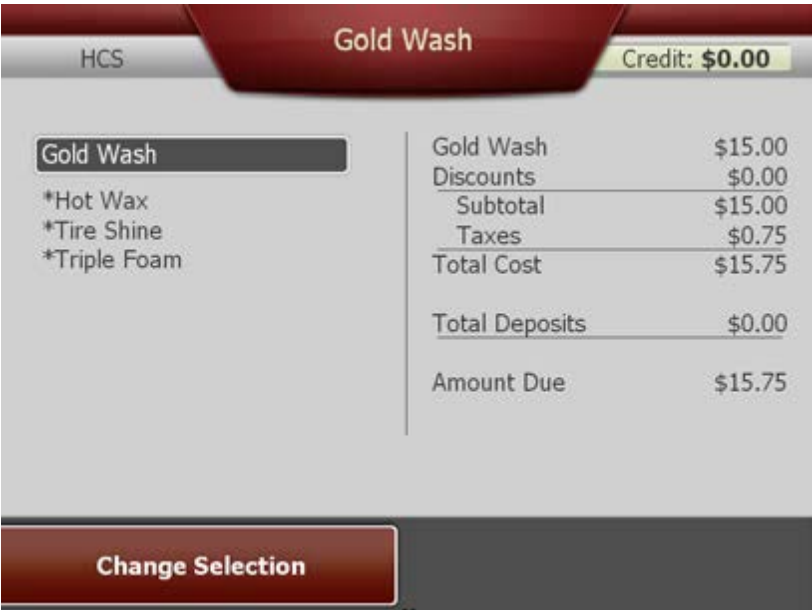 HCS
Gold Wash
Credit: $0.00
Gold Wash
*Hot Wax
*Tire Shine
*Triple Foam
Gold Wash $15.00
Discounts $0.00
Subtotal $15.00
Taxes $0.75
Total Cost $15.75
Total Deposits $0.00
Amount Due $15.75
Change Selection